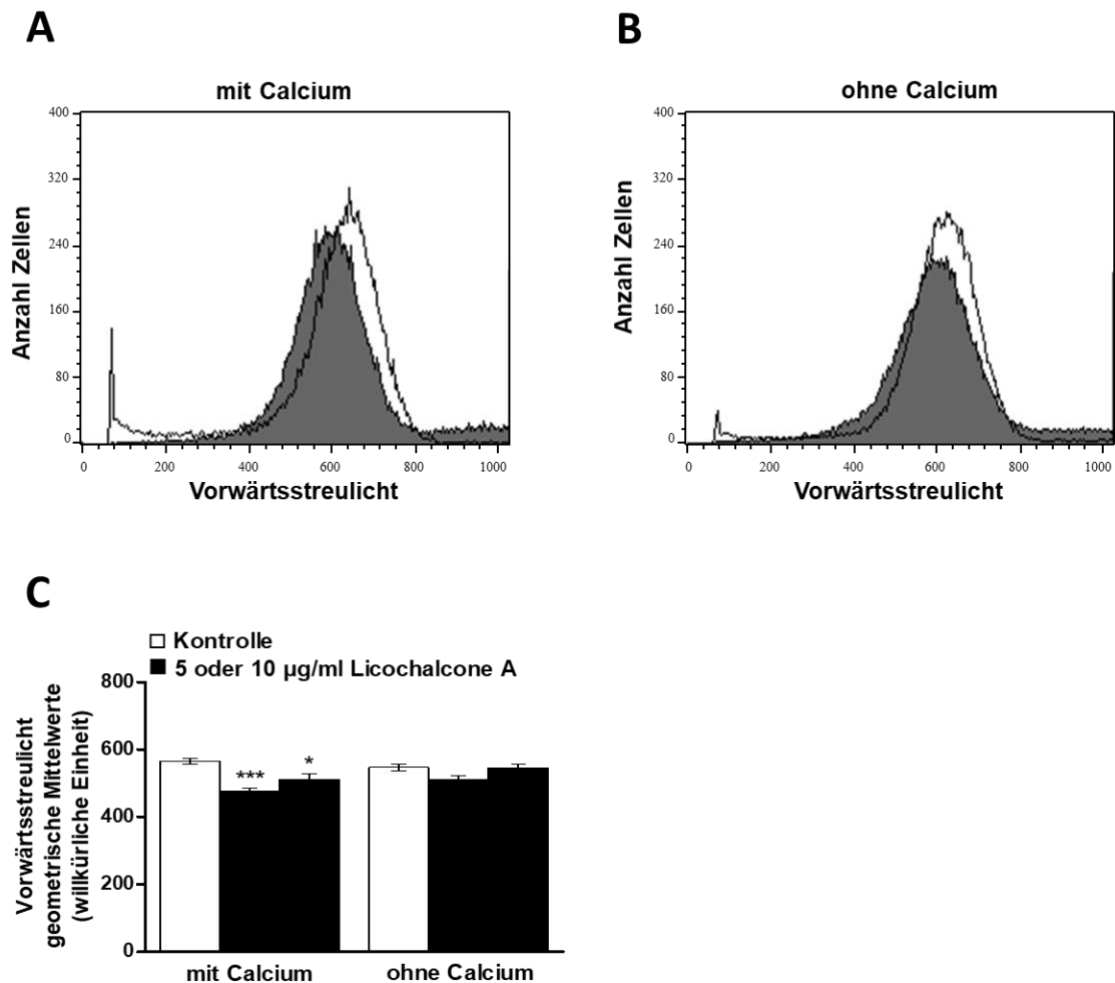 A
mit Calcium
400
320
240
160
80
0
Anzahl Zellen
0 200 400 600 800 1000
Vorwärtsstreulicht
B
ohne Calcium
400
320
240
160
80
0
Anzahl Zellen
0 200 400 600 800 1000
Vorwärtsstreulicht
C
Kontrolle
5 oder 10 µg/ml Licochalcone A
800
600
400
200
0
Vorwärtsstreulicht
geometrische Mittelwerte
(willkürliche Einheit)
*** *
mit Calcium ohne Calcium